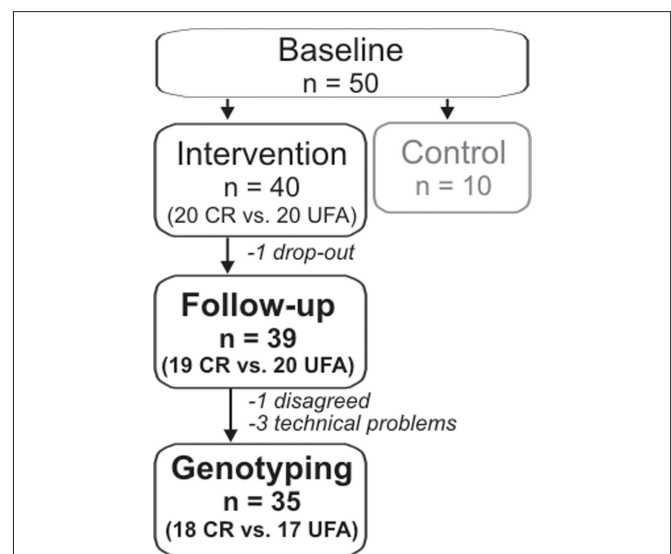 Baseline
n = 50
Intervention
n = 40
(20 CR vs. 20 UFA)
Control
n = 10
-1 drop-out
Follow-up
n = 39
(19 CR vs. 20 UFA)
-1 disagreed
-3 technical problems
Genotyping
n = 35
(18 CR vs. 17 UFA)